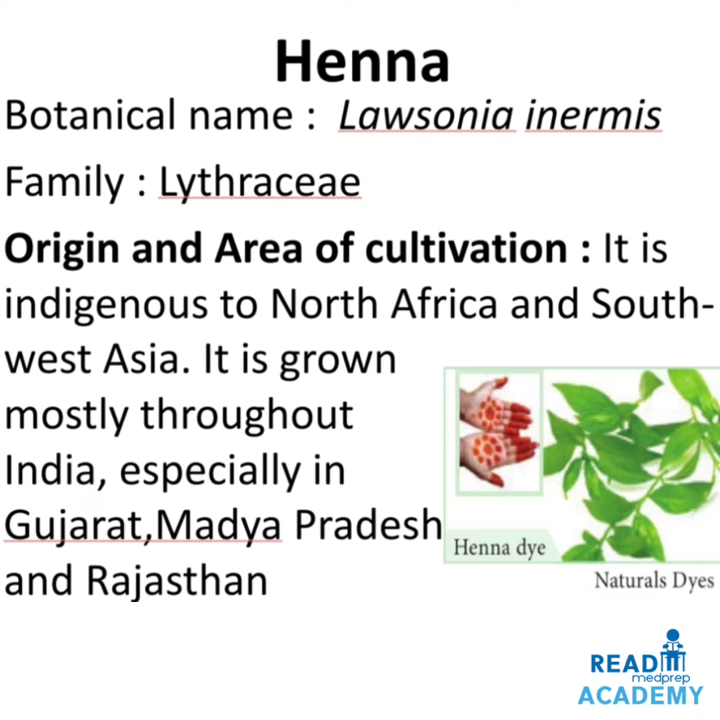 Henna
Botanical name : Lawsonia inermis
Family : Lythraceae
Origin and Area of cultivation : It is
indigenous to North Africa and South-
west Asia. It is grown
mostly throughout
India, especially in
Gujarat,Madya Pradesh
and Rajasthan
Henna dye
Naturals Dyes
READ
medprep
ACADEMY